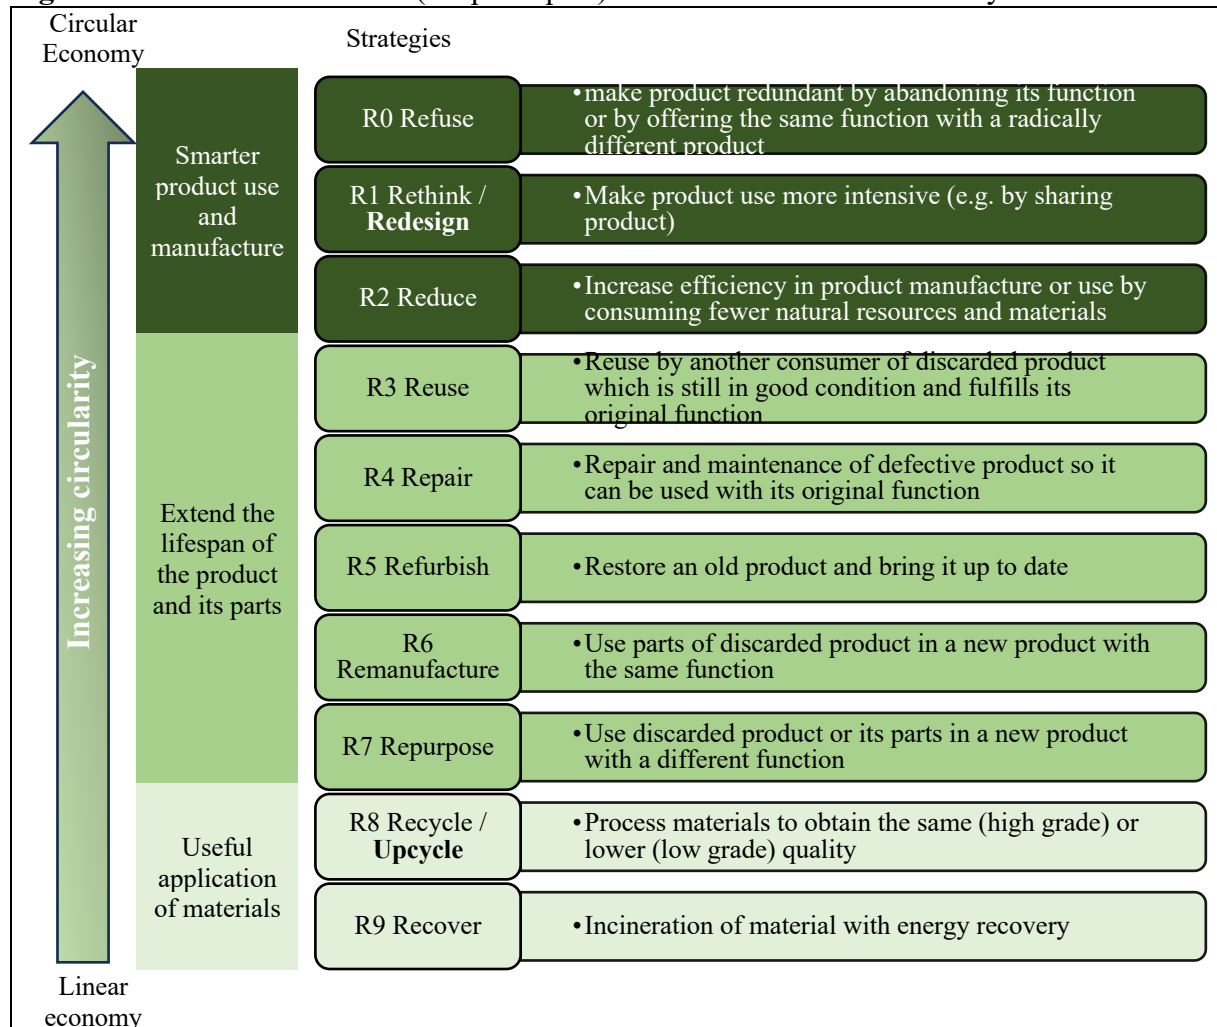 Circular
Economy
Strategies
Increasing circularity
Smarter
product use
and
manufacture
R0 Refuse
•make product redundant by abandoning its function
or by offering the same function with a radically
different product
R1 Rethink /
Redesign
•Make product use more intensive (e.g. by sharing
product)
R2 Reduce
•Increase efficiency in product manufacture or use by
consuming fewer natural resources and materials
Extend the
lifespan of
the product
and its parts
R3 Reuse
•Reuse by another consumer of discarded product
which is still in good condition and fulfills its
original function
R4 Repair
•Repair and maintenance of defective product so it
can be used with its original function
R5 Refurbish
•Restore an old product and bring it up to date
R6
Remanufacture
•Use parts of discarded product in a new product with
the same function
R7 Repurpose
•Use discarded product or its parts in a new product
with a different function
Useful
application
of materials
R8 Recycle /
Upcycle
•Process materials to obtain the same (high grade) or
lower (low grade) quality
R9 Recover
•Incineration of material with energy recovery
Linear
economy